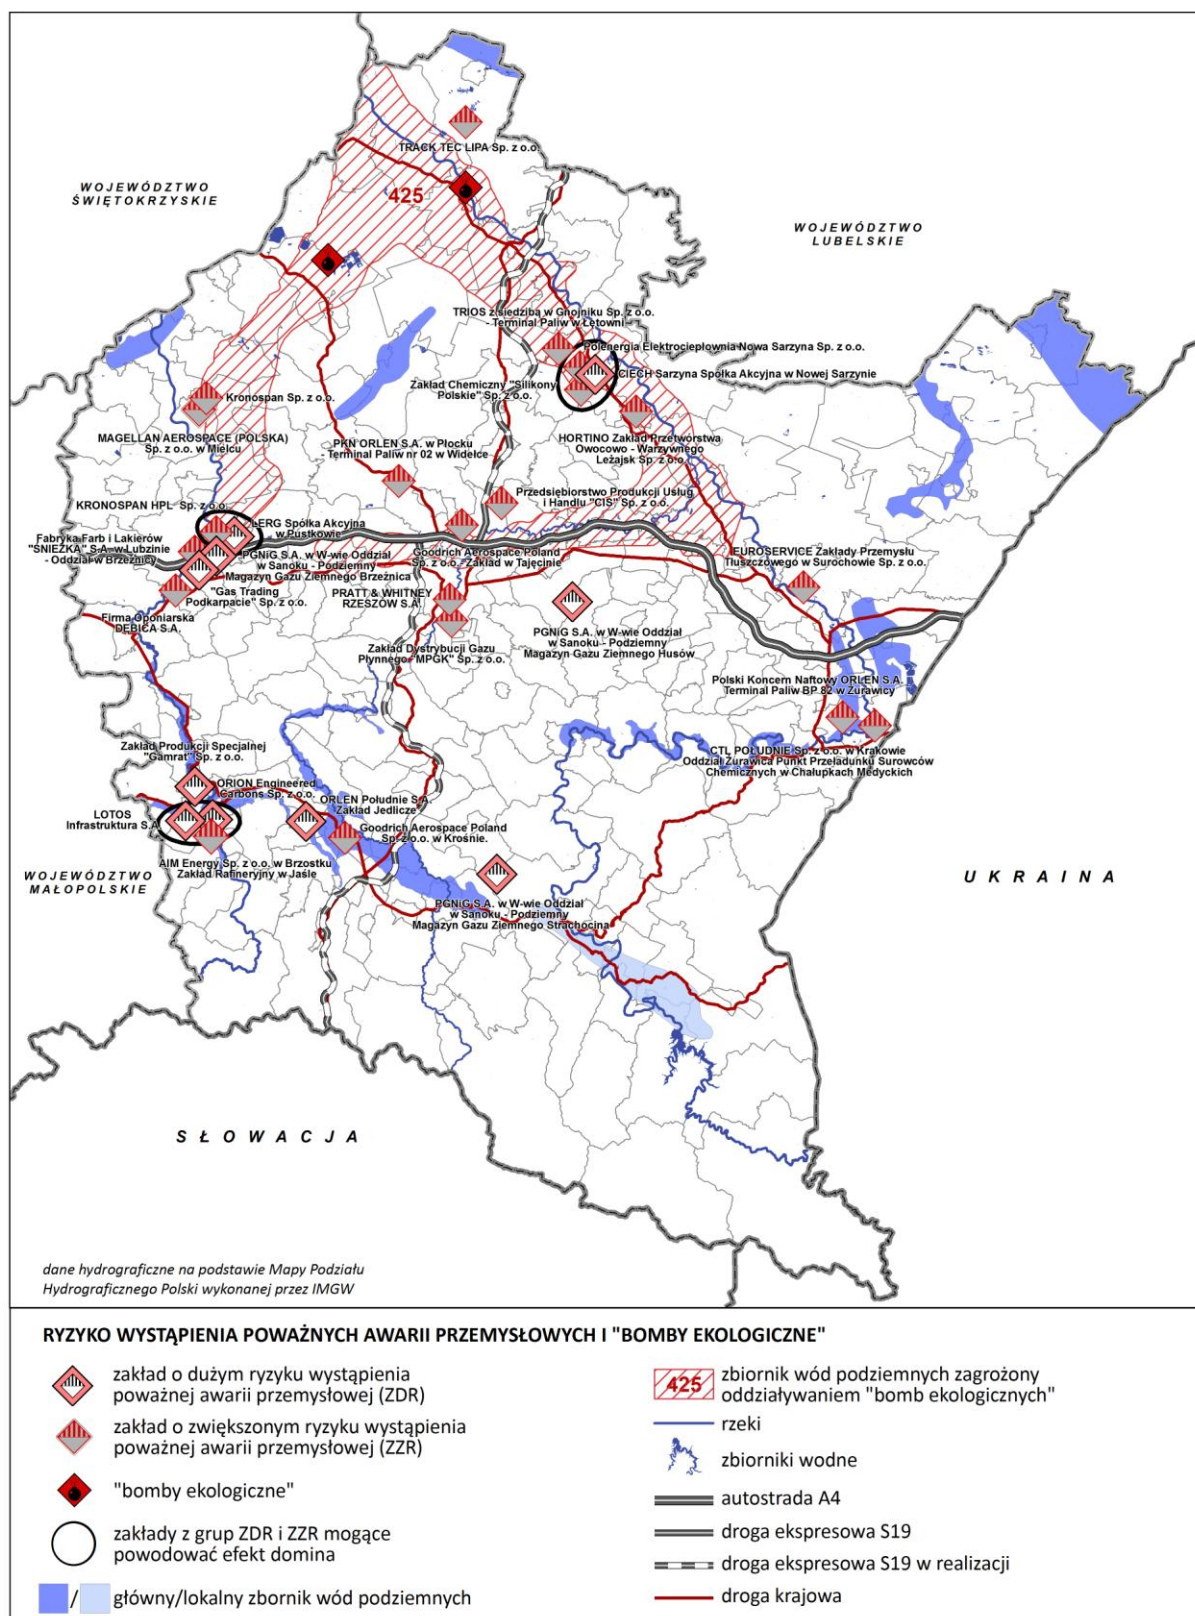 TRACK TEC LIPA Sp. z o.o.
WOJEWÓDZTWO
ŚWIĘTOKRZYSKIE
425
WOJEWÓDZTWO
LUBELSKIE
TRIOS z siedzibą w Gnojniku Sp. z o.o.
- Terminal Paliw w Łętowni
Polenergia Elektrociepłownia Nowa Sarzyna Sp. z o.o.
CIECH Sarzyna Spółka Akcyjna w Nowej Sarzynie
Zakład Chemiczny "Silikony
Polskie" Sp. z o.o.
Kronospan Sp. z o.o.
HORTINO Zakład Przetwórstwa
Owocowo - Warzywnego
Leżajsk Sp. z o.o.
MAGELLAN AEROSPACE (POLSKA)
Sp. z o.o. w Mielcu
PKN ORLEN S.A. w Płocku
- Terminal Paliw nr 02 w Widełce
Przedsiębiorstwo Produkcji Usług
i Handlu "CIS" Sp. z o.o.
KRONOSPAN HPL Sp. z o.o.
LERG Spółka Akcyjna
w Pustkowie
Fabryka Farb i Lakierów
"ŚNIEŻKA" S.A. w Lubzinie
- Oddział w Brzeźnicy
PGNiG S.A. w W-wie Oddział
w Sanoku - Podziemny
Magazyn Gazu Ziemnego Brzeźnica
Goodrich Aerospace Poland
Sp. z o.o. - Zakład w Tajęcinie
EUROSERVICE Zakłady Przemysłu
Tłuszczowego w Surochowie Sp. z o.o.
"Gas Trading
Podkarpacie" Sp. z o.o.
PRATT & WHITNEY
RZESZÓW S.A.
Firma Oponiarska
DĘBICA S.A.
PGNiG S.A. w W-wie Oddział
w Sanoku - Podziemny
Magazyn Gazu Ziemnego Husów
Zakład Dystrybucji Gazu
Płynnego "MPGK" Sp. z o.o.
Polski Koncern Naftowy ORLEN S.A.
Terminal Paliw BP 82 w Żurawicy
Zakład Produkcji Specjalnej
"Gamrat" Sp. z o.o.
CTL POŁUDNIE Sp. z o.o. w Krakowie
Oddział Żurawica Punkt Przeładunku Surowców
Chemicznych w Chałupkach Medyckich
ORION Engineered
Carbons Sp. z o.o.
ORLEN Południe S.A.
Zakład Jedlicze
LOTOS
Infrastruktura S.A.
Goodrich Aerospace Poland
Sp. z o.o. w Krośnie.
AIM Energy Sp. z o.o. w Brzostku
Zakład Rafineryjny w Jaśle
WOJEWÓDZTWO
MAŁOPOLSKIE
UKRAINA
PGNiG S.A. w W-wie Oddział
w Sanoku - Podziemny
Magazyn Gazu Ziemnego Strachocina
SŁOWACJA
dane hydrograficzne na podstawie Mapy Podziału
Hydrograficznego Polski wykonanej przez IMGW
RYZYKO WYSTĄPIENIA POWAŻNYCH AWARII PRZEMYSŁOWYCH I "BOMBY EKOLOGICZNE"
zakład o dużym ryzyku wystąpienia
poważnej awarii przemysłowej (ZDR)
zakład o zwiększonym ryzyku wystąpienia
poważnej awarii przemysłowej (ZZR)
"bomby ekologiczne"
zakłady z grup ZDR i ZZR mogące
powodować efekt domina
/ główny/lokalny zbornik wód podziemnych
425 zbiornik wód podziemnych zagrożony
oddziaływaniem "bomb ekologicznych"
rzeki
zbiorniki wodne
autostrada A4
droga ekspresowa S19
droga ekspresowa S19 w realizacji
droga krajowa